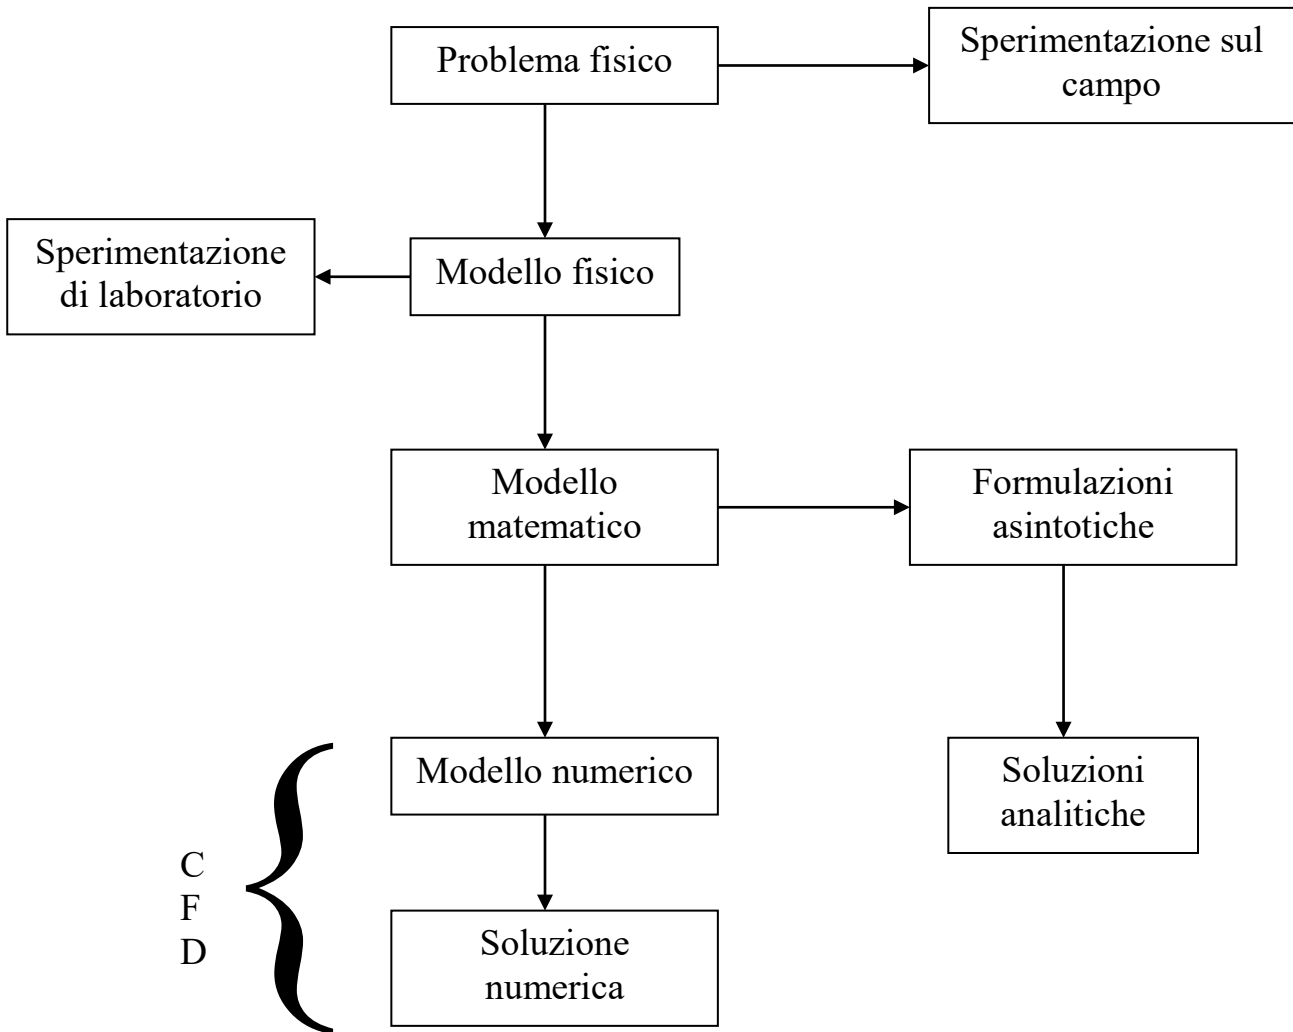 Problema fisico
Sperimentazione sul
campo
Sperimentazione
di laboratorio
Modello fisico
Modello
matematico
Formulazioni
asintotiche
Modello numerico
Soluzioni
analitiche
C
F
D
Soluzione
numerica